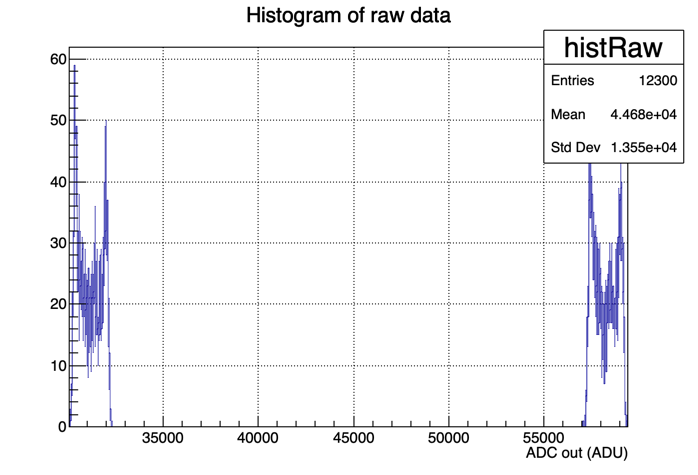 Histogram of raw data
histRaw
Entries 12300
Mean 4.468e+04
Std Dev 1.355e+04
60
50
40
30
20
10
0
35000 40000 45000 50000 55000
ADC out (ADU)